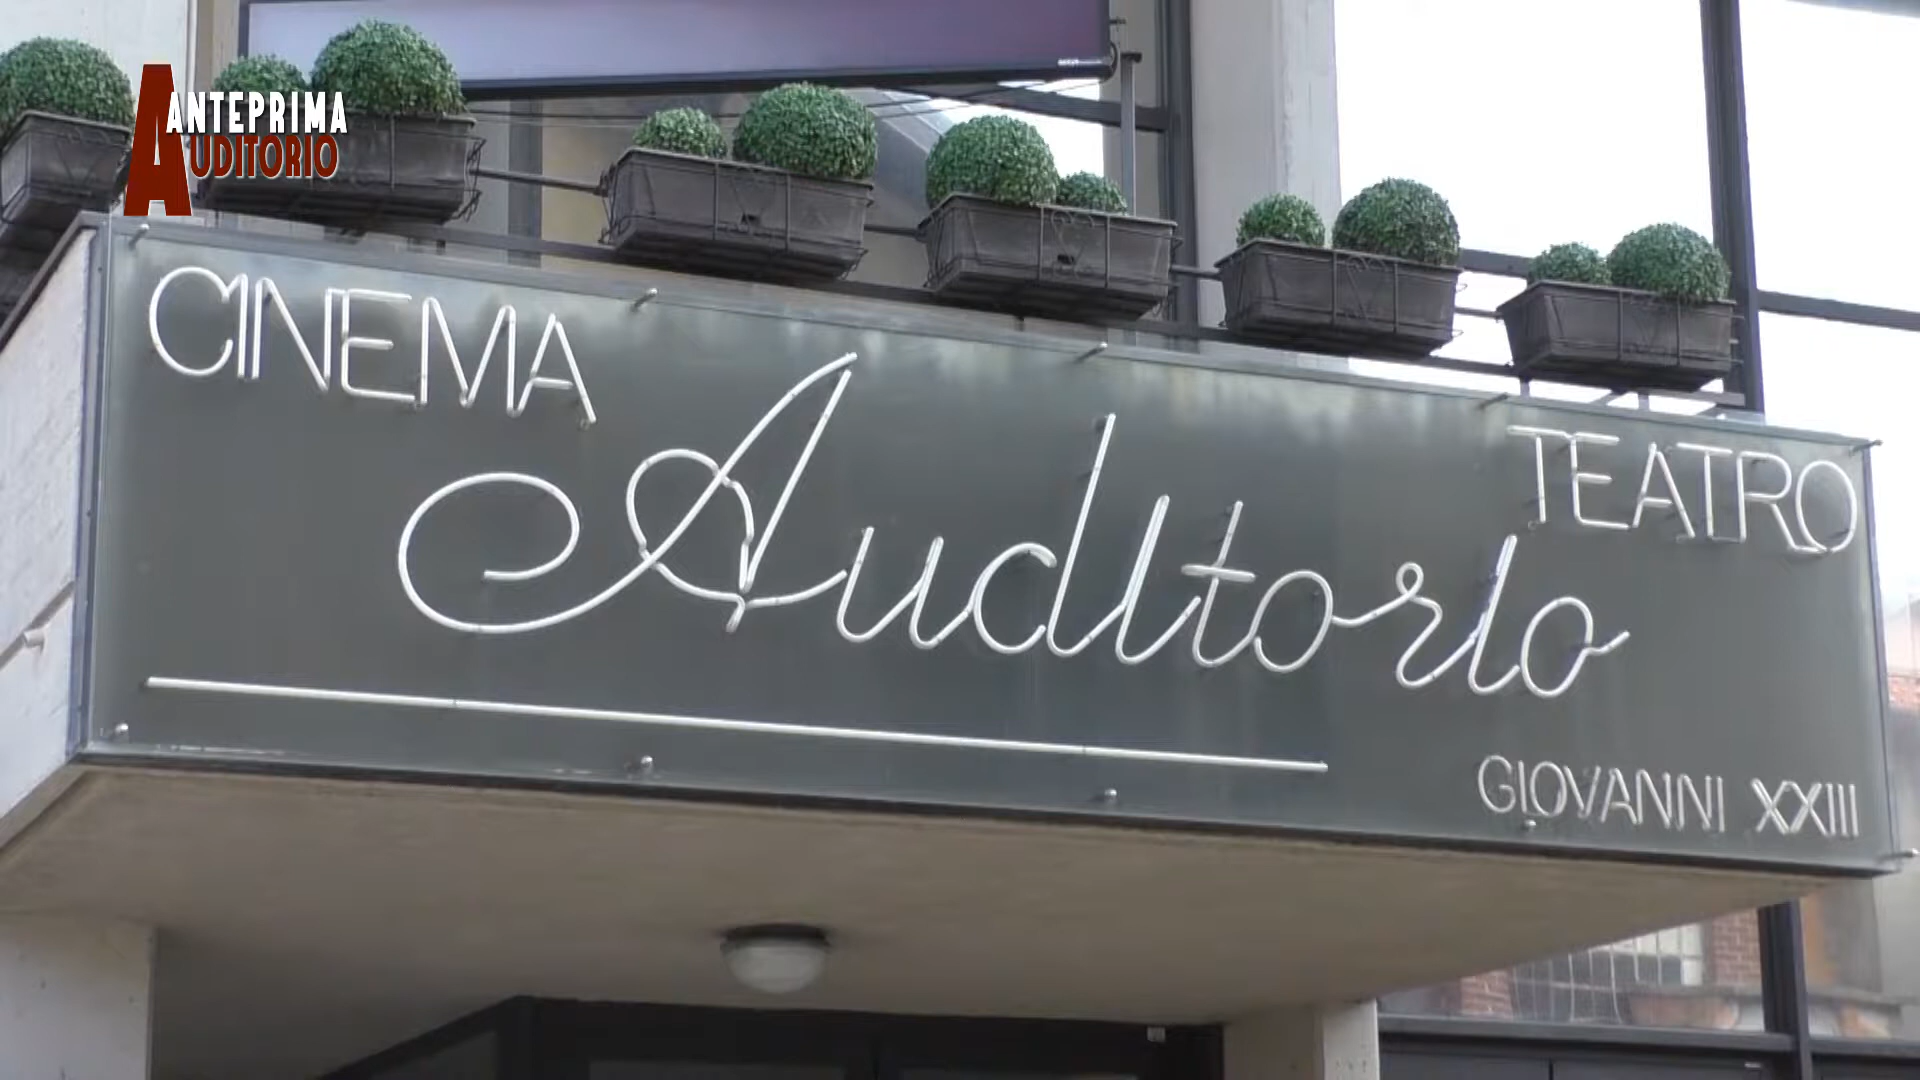 ANTEPRIMA
AUDITORIO
CINEMA
Auditorio
TEATRO
GIOVANNI XXIII